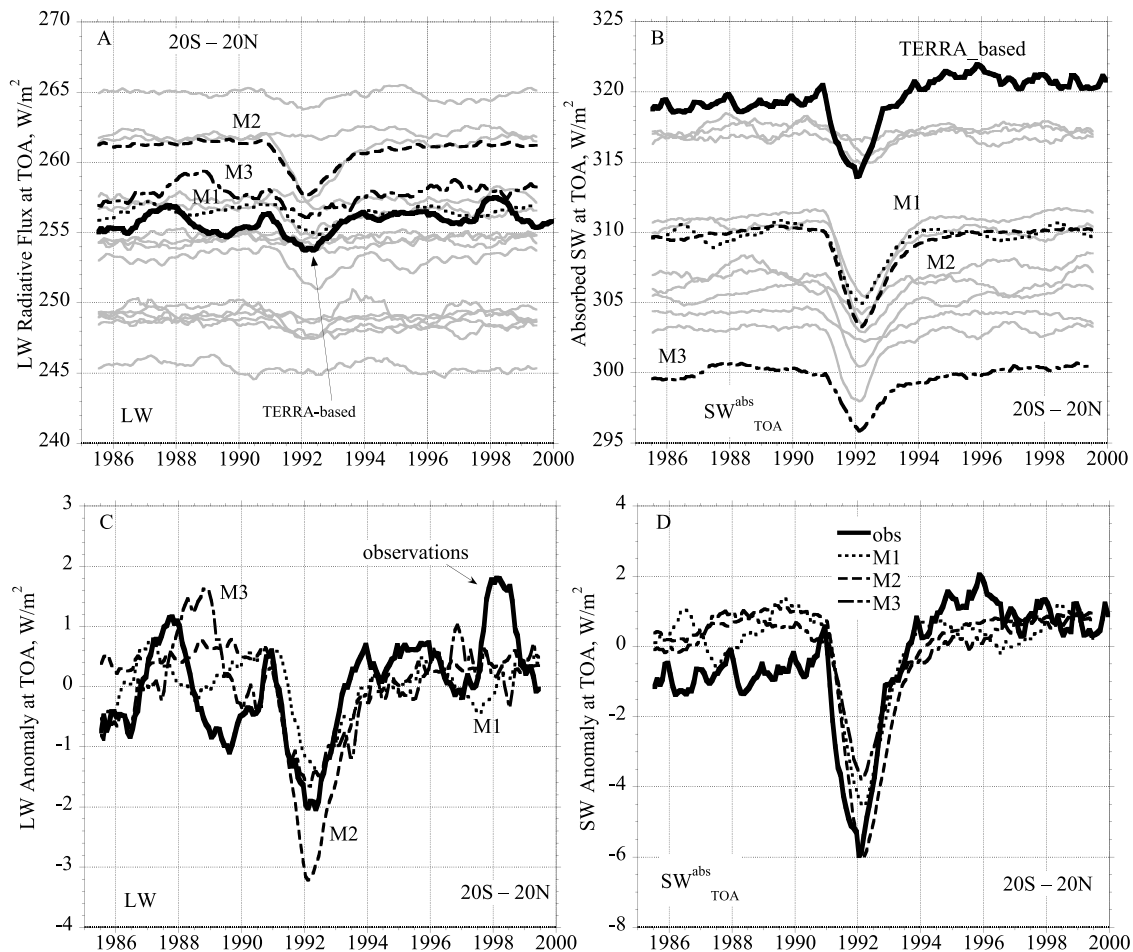 A
20S – 20N
270
265
260
255
250
245
240
LW Radiative Flux at TOA, W/m²
M2
M3
M1
TERRA-based
LW
1986 1988 1990 1992 1994 1996 1998 2000
B
TERRA_based
325
320
315
310
305
300
295
Absorbed SW at TOA, W/m²
M1
M2
M3
SW^abs_TOA
20S – 20N
1986 1988 1990 1992 1994 1996 1998 2000
C
3
2
1
0
-1
-2
-3
-4
LW Anomaly at TOA, W/m²
observations
M3
M1
M2
LW
20S – 20N
1986 1988 1990 1992 1994 1996 1998 2000
D
4
2
0
-2
-4
-6
-8
SW Anomaly at TOA, W/m²
obs
M1
M2
M3
SW^abs_TOA
20S – 20N
1986 1988 1990 1992 1994 1996 1998 2000